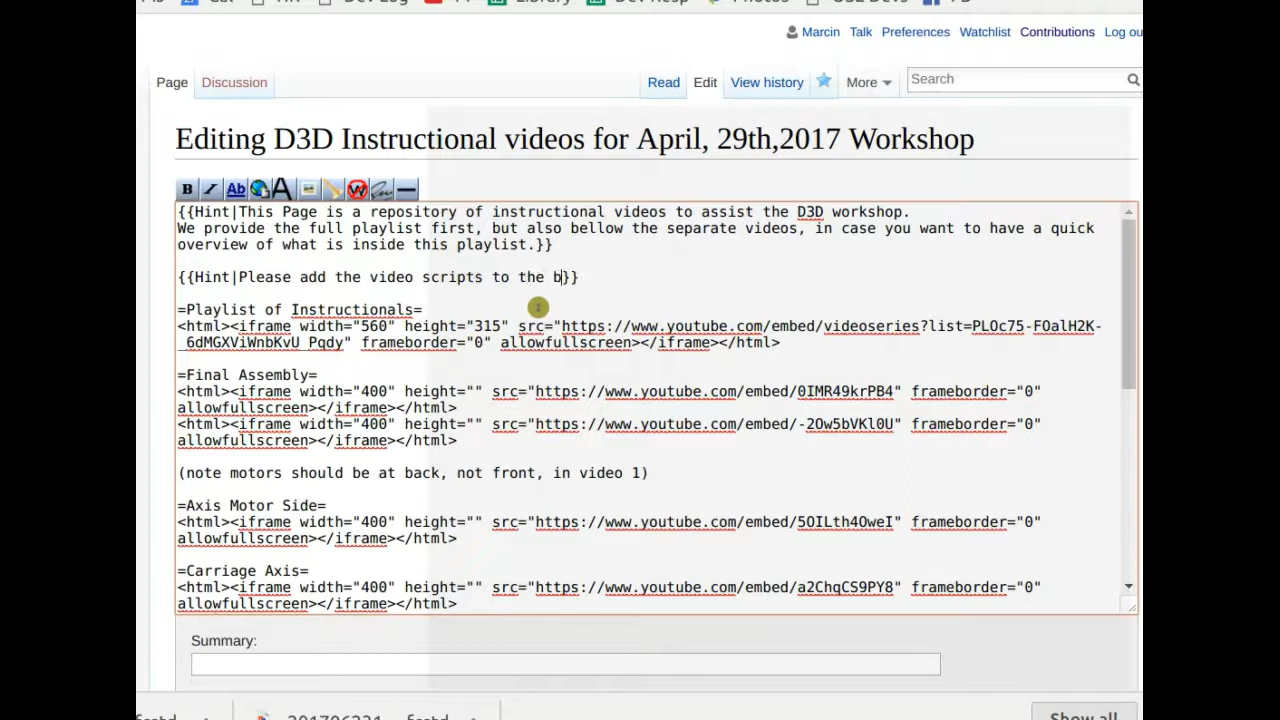 Marcin Talk Preferences Watchlist Contributions Log ou
Page Discussion Read Edit View history More Search
Editing D3D Instructional videos for April, 29th,2017 Workshop
B I Ab A W
{{Hint|This Page is a repository of instructional videos to assist the D3D workshop.
We provide the full playlist first, but also bellow the separate videos, in case you want to have a quick
overview of what is inside this playlist.}}
{{Hint|Please add the video scripts to the b}}
=Playlist of Instructionals=
<html><iframe width="560" height="315" src="https://www.youtube.com/embed/videoseries?list=PLOc75-FOalH2K-
_6dMGXViWnbKvU_Pqdy" frameborder="0" allowfullscreen></iframe></html>
=Final Assembly=
<html><iframe width="400" height="" src="https://www.youtube.com/embed/0IMR49krPB4" frameborder="0"
allowfullscreen></iframe></html>
<html><iframe width="400" height="" src="https://www.youtube.com/embed/-2Ow5bVKl0U" frameborder="0"
allowfullscreen></iframe></html>
(note motors should be at back, not front, in video 1)
=Axis Motor Side=
<html><iframe width="400" height="" src="https://www.youtube.com/embed/5OILth4OweI" frameborder="0"
allowfullscreen></iframe></html>
=Carriage Axis=
<html><iframe width="400" height="" src="https://www.youtube.com/embed/a2ChqCS9PY8" frameborder="0"
allowfullscreen></iframe></html>
Summary:
Show all